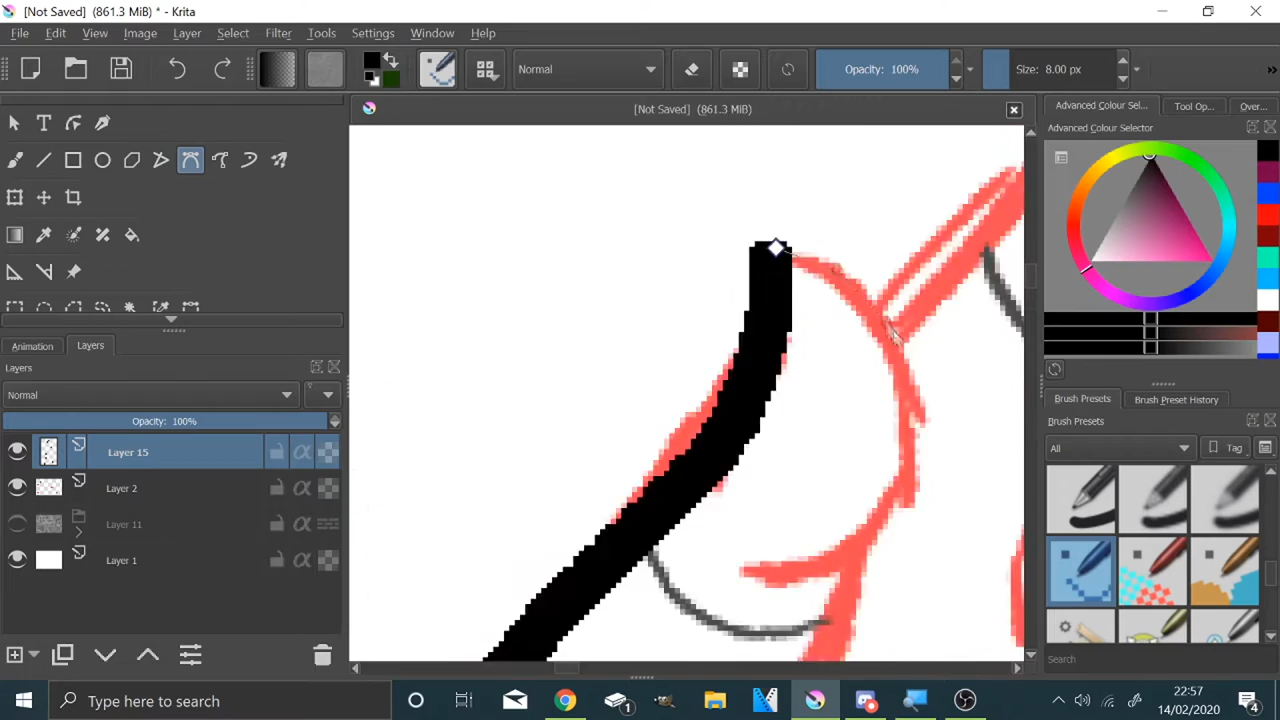 [Not Saved] (861.3 MiB) * - Krita
File Edit View Image Layer Select Filter Tools Settings Window Help
Normal Opacity: 100% Size: 8.00 px
[Not Saved] (861.3 MiB)
Advanced Colour Sel... Tool Op... Over...
Advanced Colour Selector
Animation Layers
Layers
Normal
Opacity: 100%
Layer 15
Layer 2
Layer 11
Layer 1
Brush Presets Brush Preset History
Brush Presets
All Tag
Search
Type here to search
1
22:57
14/02/2020
4